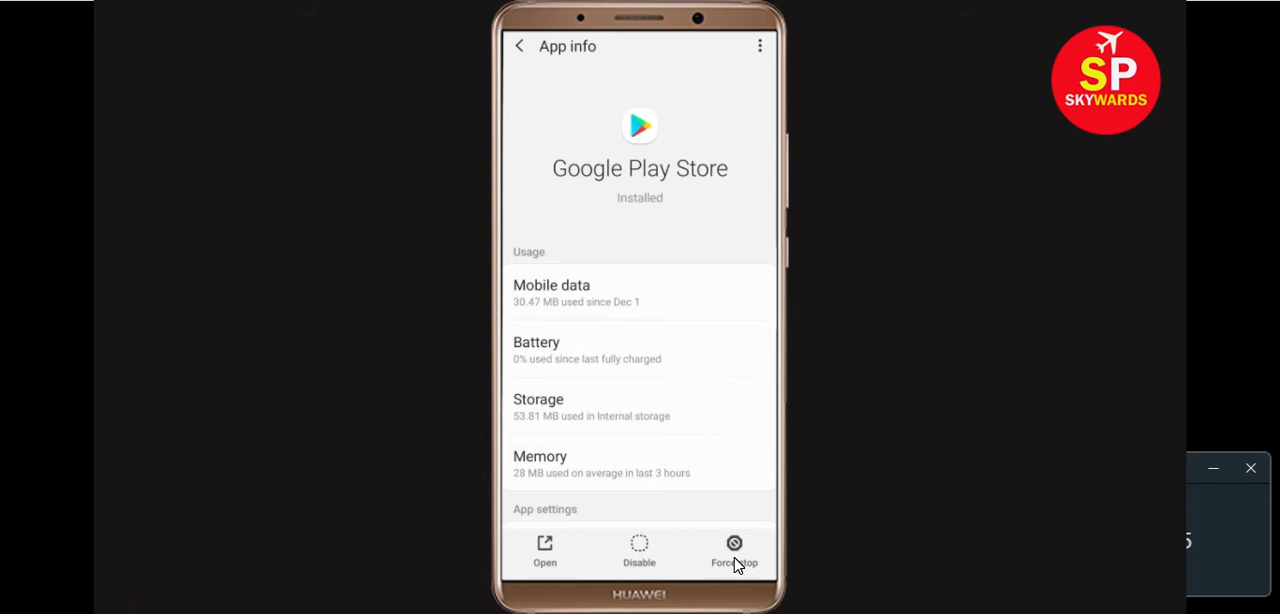 App info
SP
SKYWARDS
Google Play Store
Installed
Usage
Mobile data
30.47 MB used since Dec 1
Battery
0% used since last fully charged
Storage
53.81 MB used in Internal storage
Memory
28 MB used on average in last 3 hours
App settings
Open
Disable
Force stop
HUAWEI
5